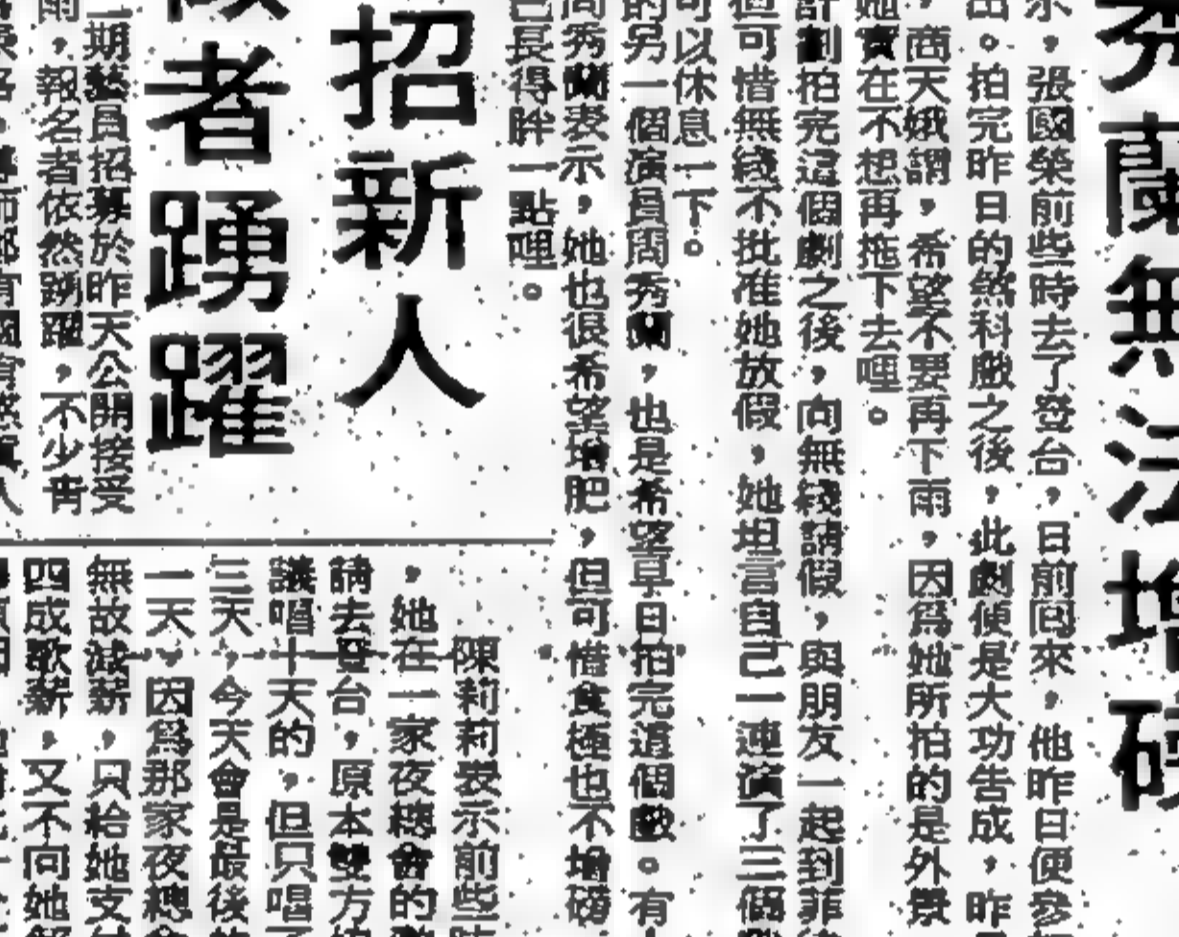 秀蘭無法增磅
示，張國榮前些時去了登台，日前回來，他昨日便參
出。拍完昨日的煞科戲之後，此劇便是大功告成，昨
，商天娥謂，希望不要再下雨，因爲她所拍的是外景
她實在不想再拖下去哩。
計劃拍完這個劇之後，向無綫請假，與朋友一起到菲
但可惜無綫不批准她放假，她坦言自己一連演了三個
可以休息一下。
的另一個演員周秀蘭，也是希望早日拍完這個戲。有
周秀蘭表示，她也很希望增肥，但可惜食極也不增磅
己長得胖一點哩。
招新人
者踴躍
期藝員招募於昨天公開接受
雨，報名者依然踴躍，不少青
陳莉莉表示前些時
，她在一家夜總會的
請去登台，原本雙方
議唱十天的，但只唱了
三天，今天會是最後
一天，因爲那家夜總會
無故減薪，只給她支付
四成歌薪，又不同她